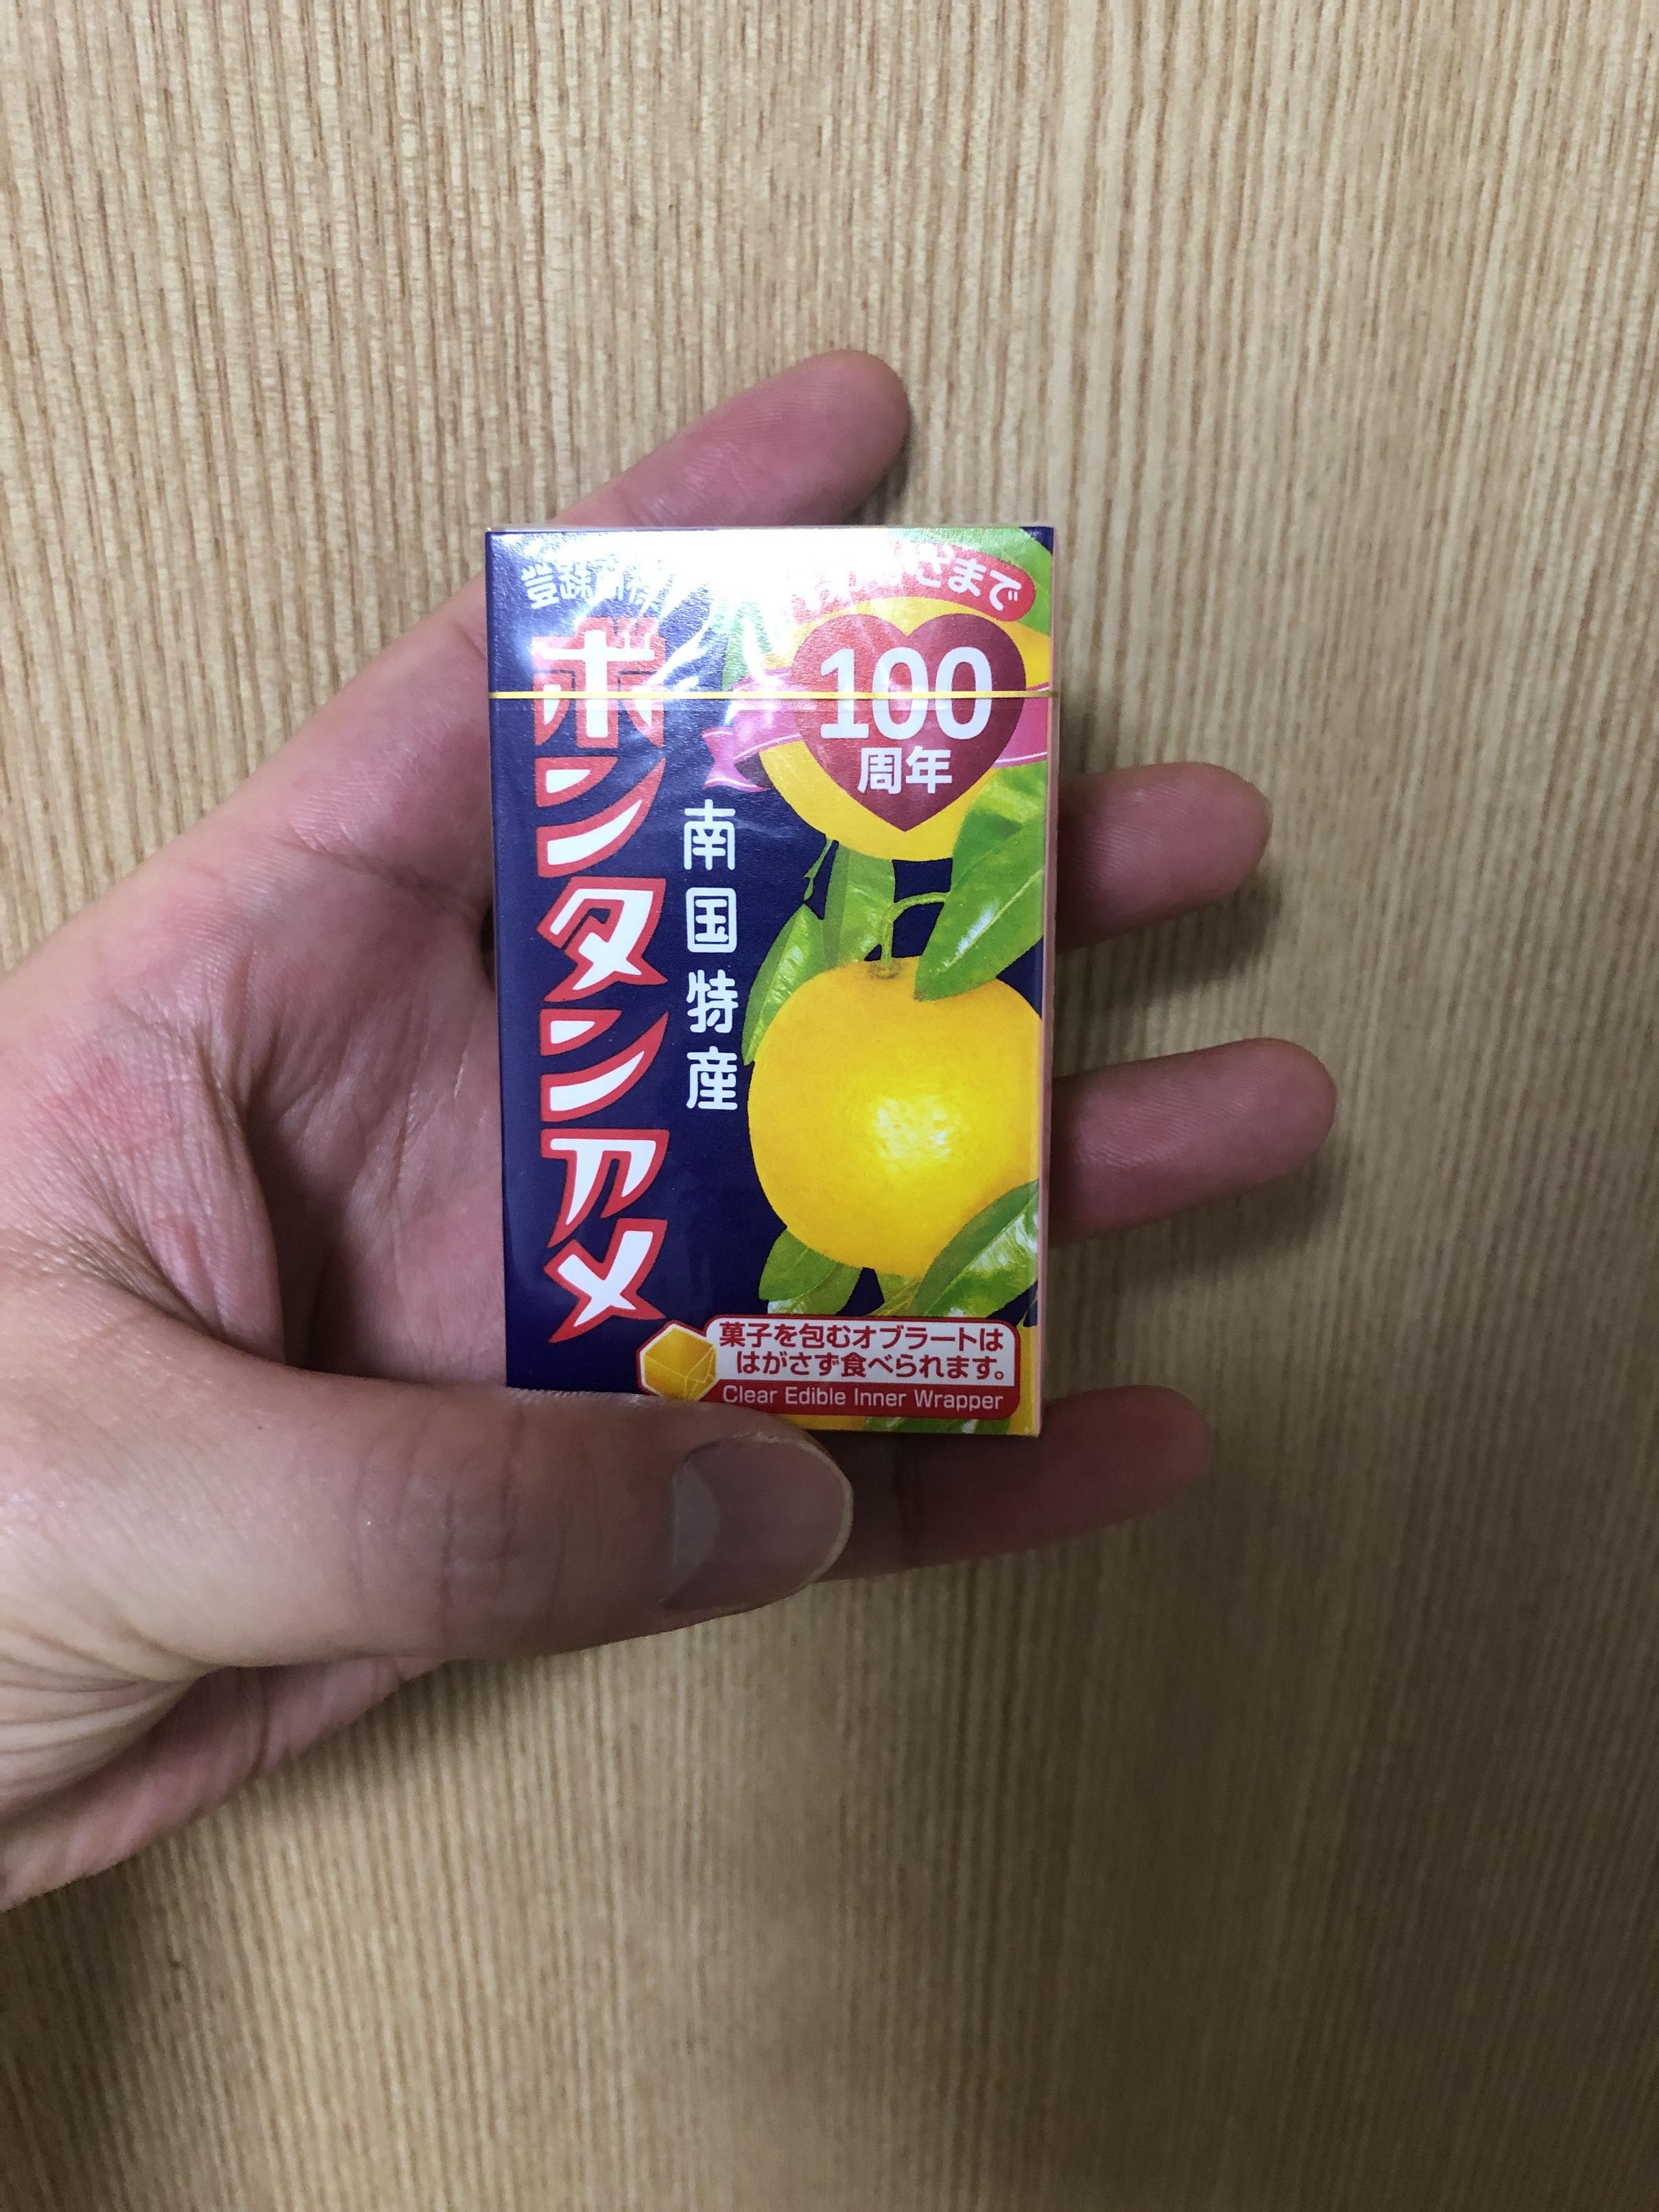 ボンタンアメ
南国特産
100
周年
菓子を包むオブラートは
はがさず食べられます。
Clear Edible Inner Wrapper